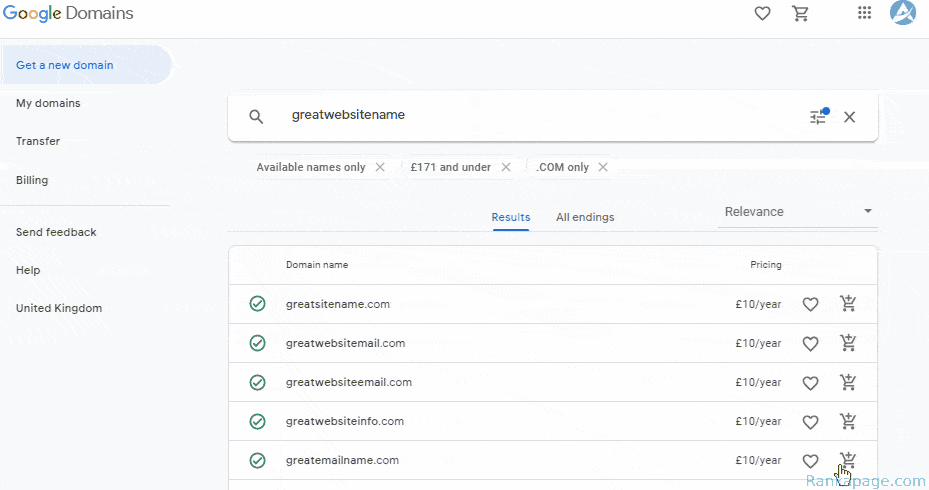 Google Domains
Get a new domain
My domains
Transfer
Billing
Send feedback
Help
United Kingdom
greatwebsitename
Available names only
£171 and under
.COM only
Results
All endings
Relevance
Domain name Pricing
greatsitename.com £10/year
greatwebsitemail.com £10/year
greatwebsiteemail.com £10/year
greatwebsiteinfo.com £10/year
greatemailname.com £10/year
Rankapage.com